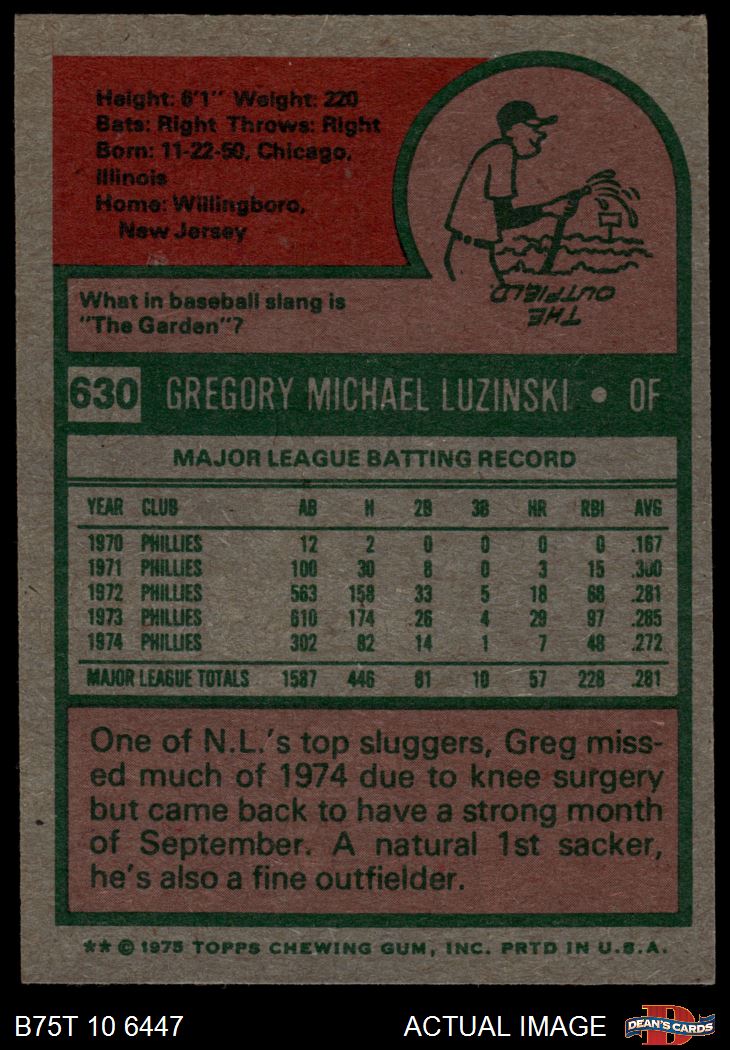 Height: 6'1" Weight: 220
Bats: Right Throws: Right
Born: 11-22-50, Chicago,
Illinois
Home: Willingboro,
New Jersey
What in baseball slang is
"The Garden"?
THE
OUTFIELD
630 GREGORY MICHAEL LUZINSKI • OF
MAJOR LEAGUE BATTING RECORD
YEAR CLUB AB H 2B 3B HR RBI AVG
1970 PHILLIES 12 2 0 0 0 0 .167
1971 PHILLIES 100 30 8 0 3 15 .300
1972 PHILLIES 563 158 33 5 18 68 .281
1973 PHILLIES 610 174 26 4 29 97 .285
1974 PHILLIES 302 82 14 1 7 48 .272
MAJOR LEAGUE TOTALS 1587 446 81 10 57 228 .281
One of N.L.'s top sluggers, Greg miss-
ed much of 1974 due to knee surgery
but came back to have a strong month
of September. A natural 1st sacker,
he's also a fine outfielder.
** © 1975 TOPPS CHEWING GUM, INC. PRTD IN U.S.A.
B75T 10 6447 ACTUAL IMAGE
DEAN'S CARDS